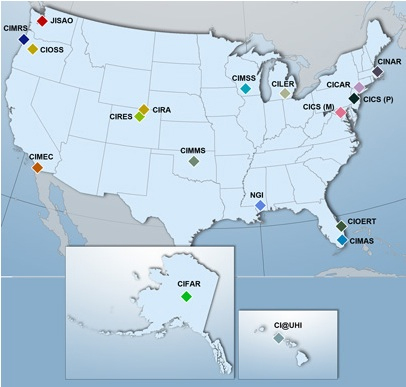 JISAO
CIMRS
CIOSS
CINAR
CIMSS
CILER
CICAR
CICS (P)
CICS (M)
CIRA
CIRES
CIMMS
CIMEC
NGI
CIOERT
CIMAS
CIFAR
CI@UHI